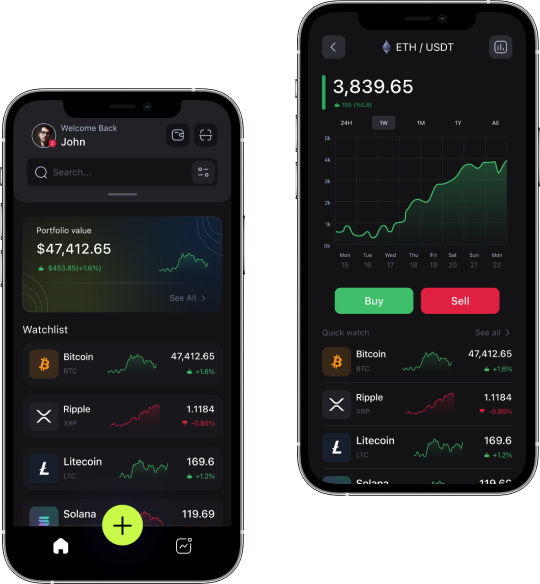 Welcome Back
John
Search...
Portfolio value
$47,412.65
$453.85(+1.6%)
See All
Watchlist
Bitcoin
47,412.65
BTC
+1.6%
Ripple
1.1184
XRP
-0.86%
Litecoin
169.6
LTC
+1.2%
Solana
119.69
ETH / USDT
3,839.65
105 (%0.8)
24H 1W 1M 1Y All
5k
4k
3k
2k
1k
0k
Mon Tue Wed Thu Fri Sat Sun Mon
15 16 17 18 19 20 21 22
Buy Sell
Quick watch See all
Bitcoin
47,412.65
BTC
+1.6%
Ripple
1.1184
XRP
-0.86%
Litecoin
169.6
LTC
+1.2%
Solana